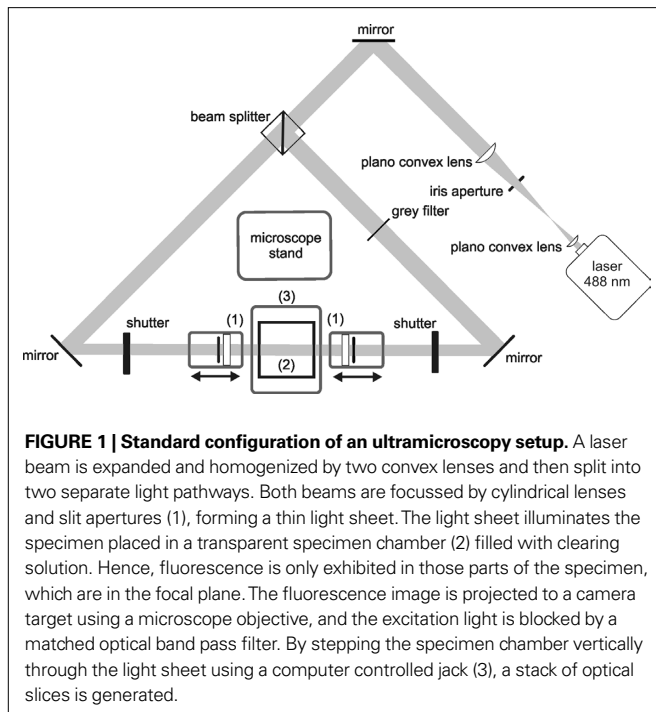 mirror
beam splitter
plano convex lens
iris aperture
grey filter
plano convex lens
microscope
stand
laser
488 nm
(3)
(1)
(1)
shutter
shutter
mirror
(2)
mirror
FIGURE 1 | Standard configuration of an ultramicroscopy setup. A laser
beam is expanded and homogenized by two convex lenses and then split into
two separate light pathways. Both beams are focussed by cylindrical lenses
and slit apertures (1), forming a thin light sheet. The light sheet illuminates the
specimen placed in a transparent specimen chamber (2) filled with clearing
solution. Hence, fluorescence is only exhibited in those parts of the specimen,
which are in the focal plane. The fluorescence image is projected to a camera
target using a microscope objective, and the excitation light is blocked by a
matched optical band pass filter. By stepping the specimen chamber vertically
through the light sheet using a computer controlled jack (3), a stack of optical
slices is generated.